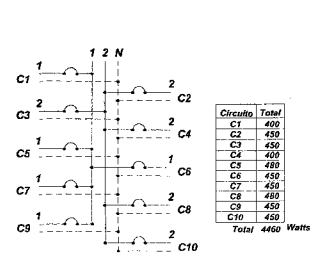 1 2 N
1
C1
2
C2
2
C3
2
C4
1
C5
1
C6
1
C7
2
C8
1
C9
2
C10
Circuito Total
C1 400
C2 450
C3 450
C4 400
C5 480
C6 450
C7 450
C8 480
C9 450
C10 450
Total 4460 Watts